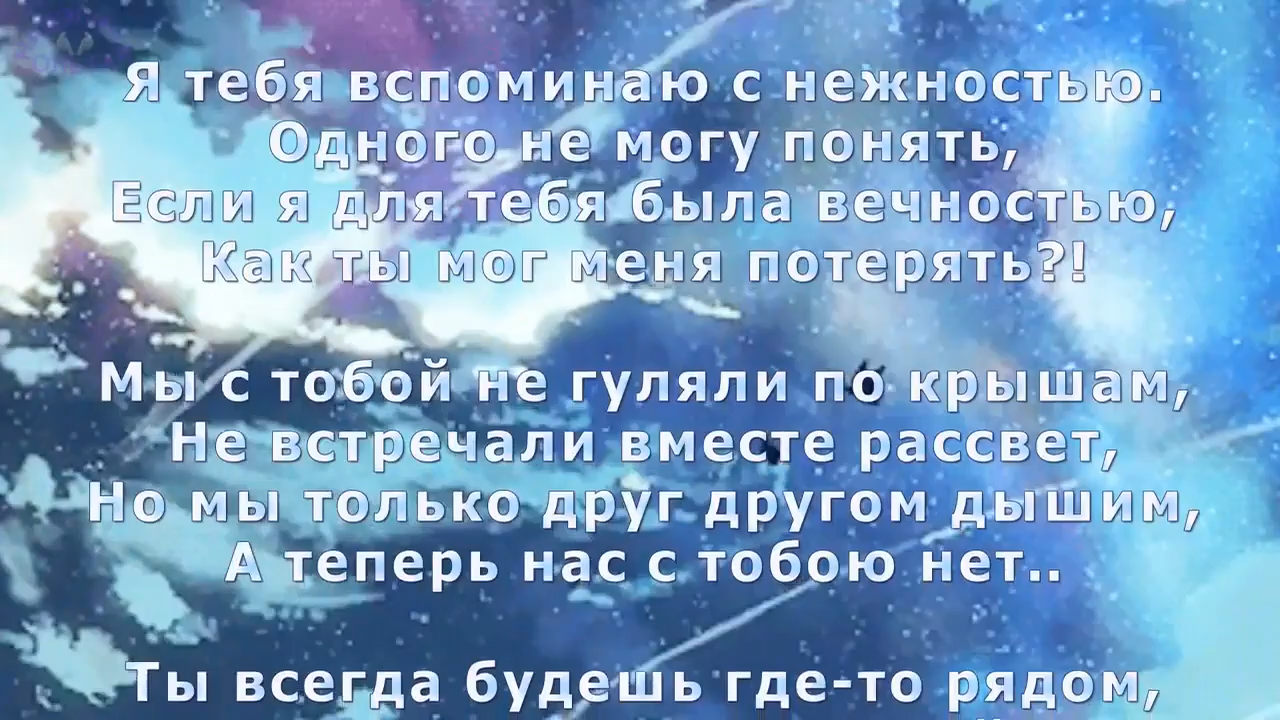 Я тебя вспоминаю с нежностью.
Одного не могу понять,
Если я для тебя была вечностью,
Как ты мог меня потерять?!
Мы с тобой не гуляли по крышам,
Не встречали вместе рассвет,
Но мы только друг другом дышим,
А теперь нас с тобою нет..
Ты всегда будешь где-то рядом,